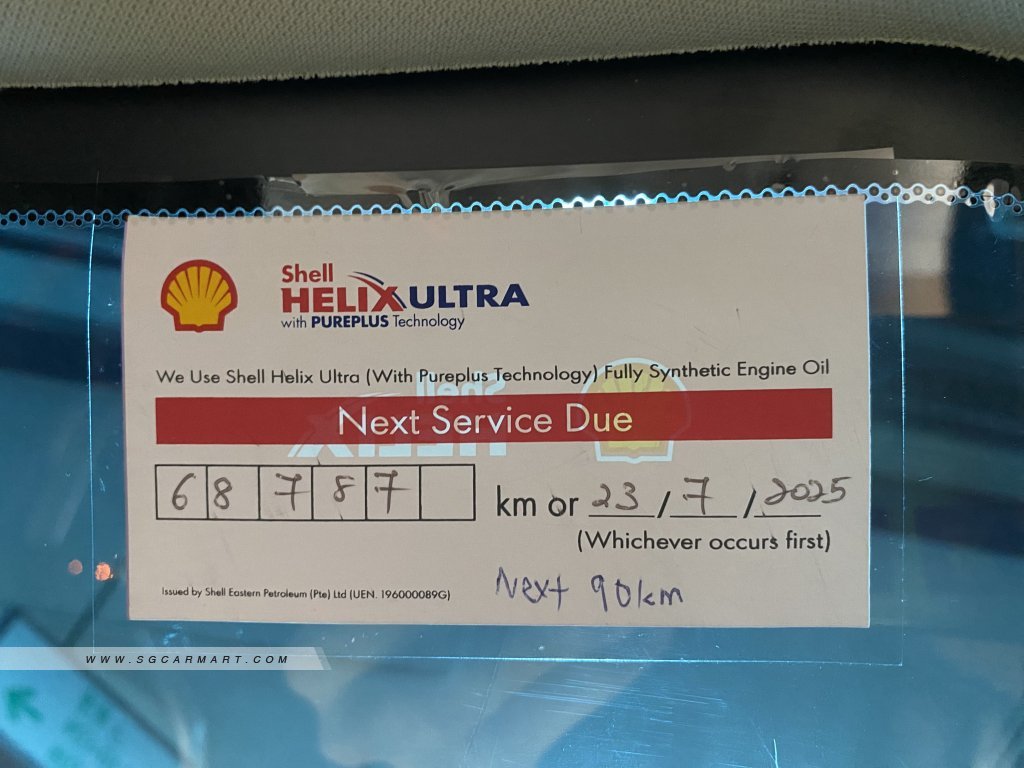 Shell
HELIX ULTRA
with PUREPLUS Technology
We Use Shell Helix Ultra (With Pureplus Technology) Fully Synthetic Engine Oil
Next Service Due
68787 km or 23/7/2025
(Whichever occurs first)
Issued by Shell Eastern Petroleum (Pte) Ltd (UEN. 196000089G)
Next 90km
WWW.SGCARMART.COM